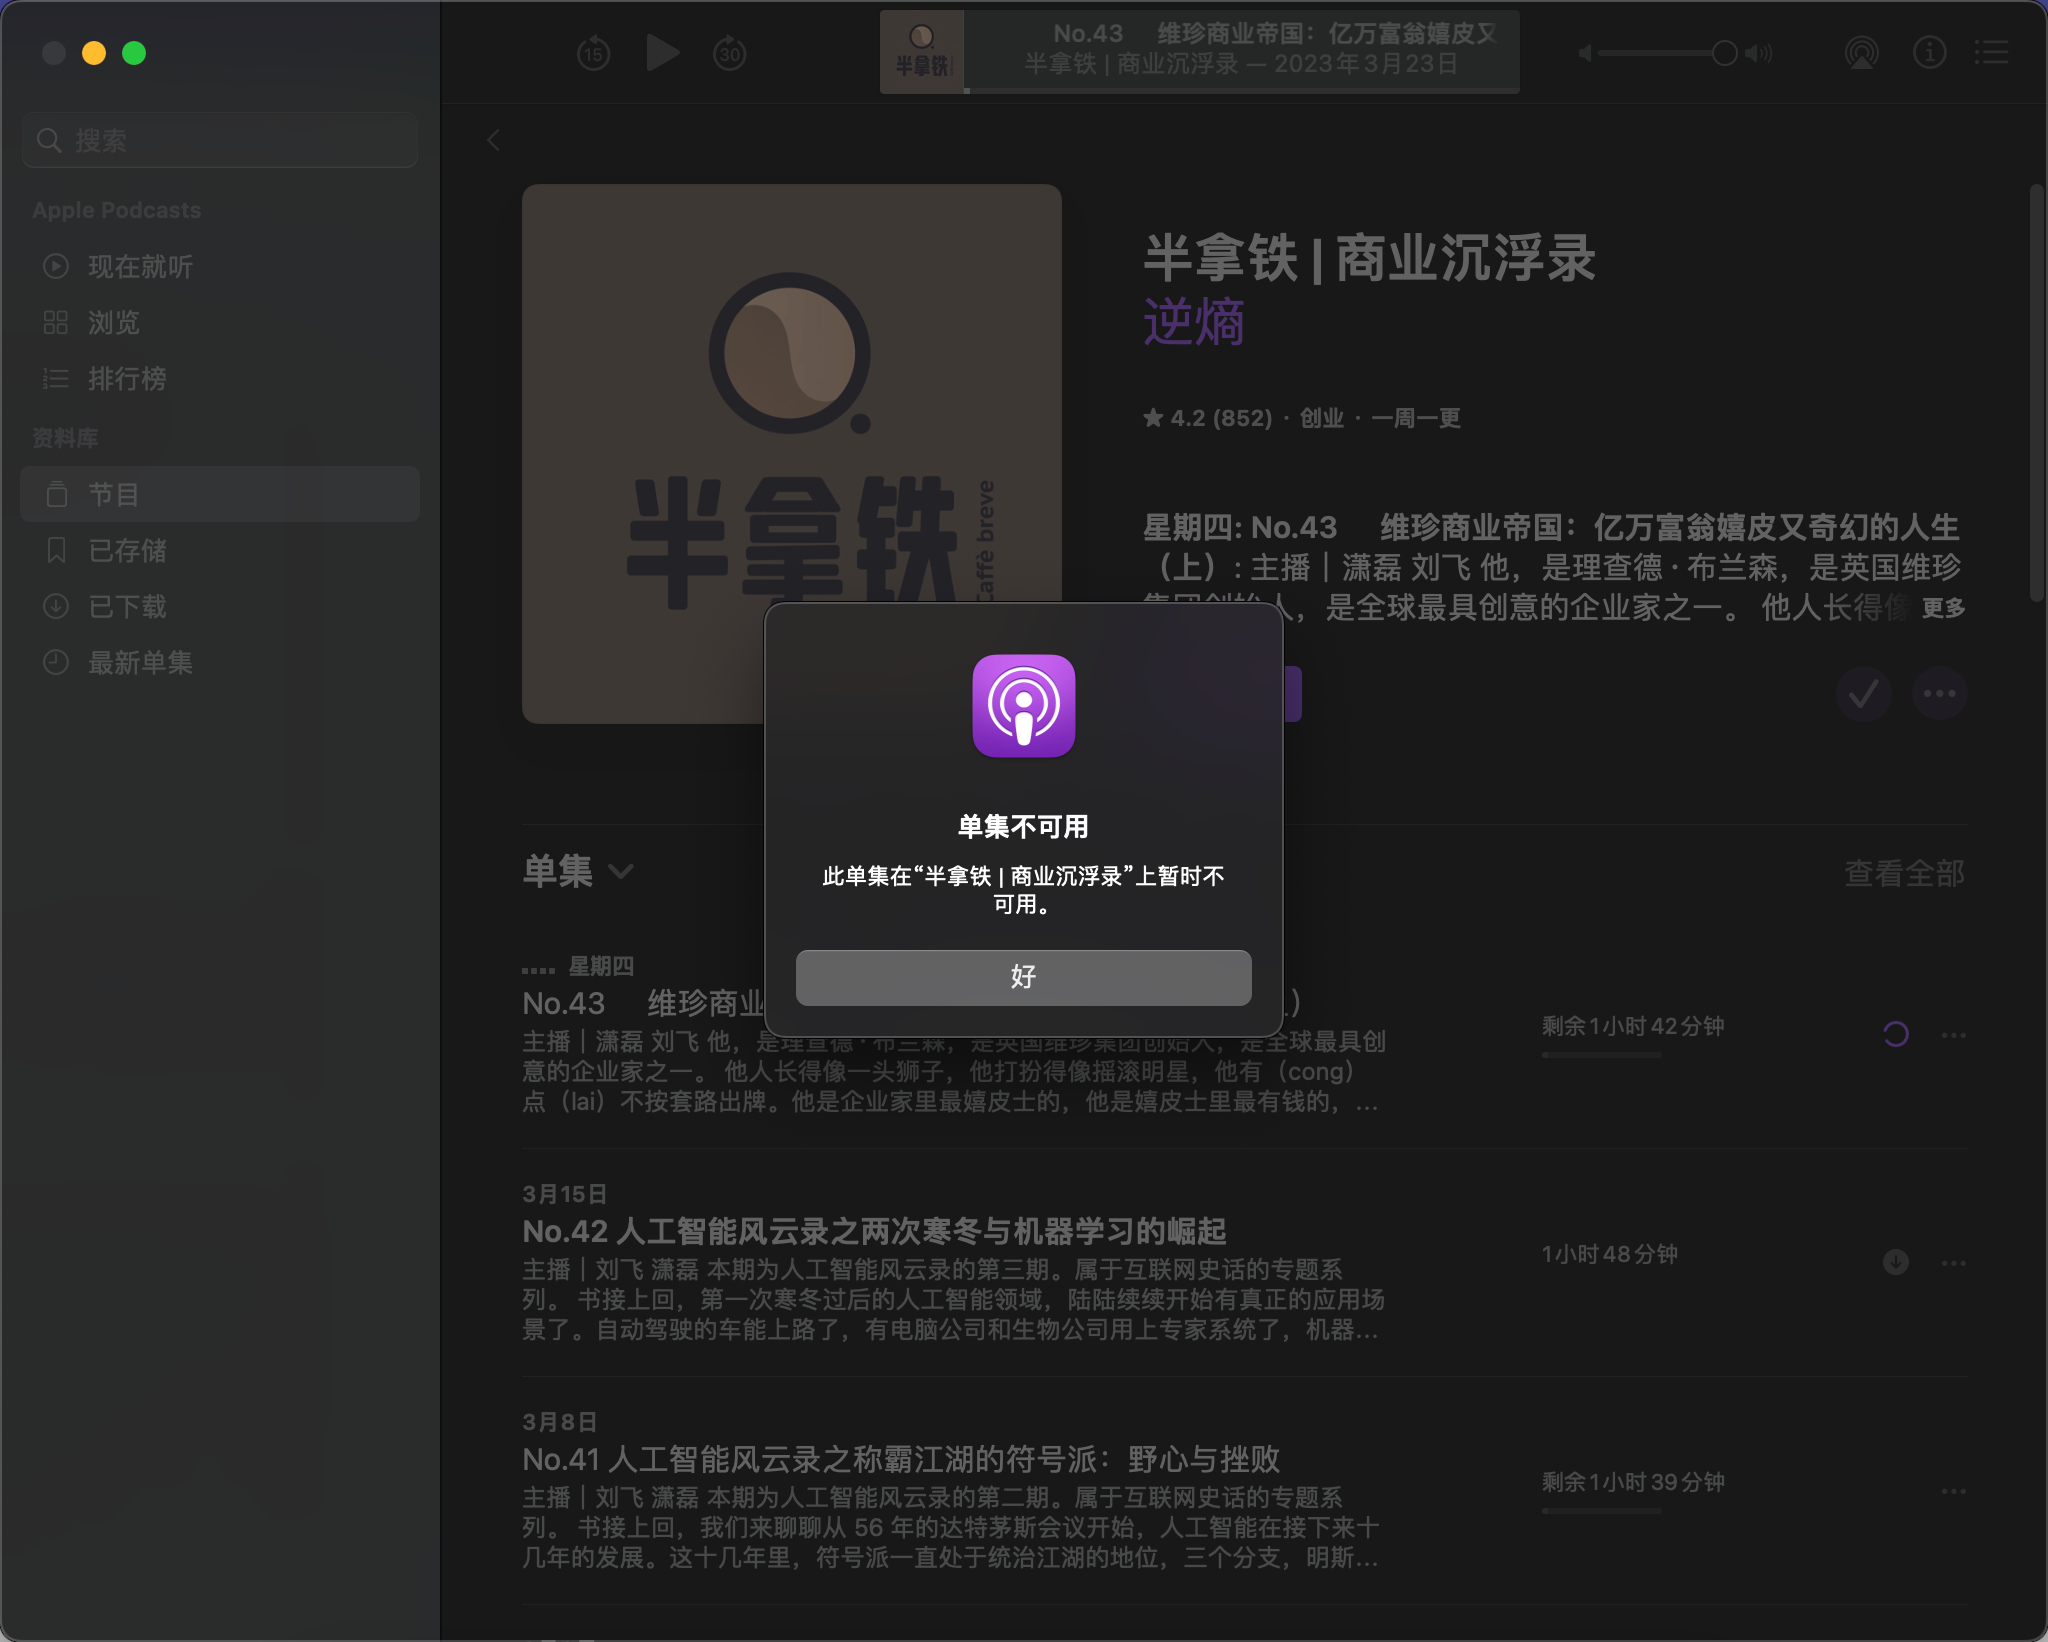 15
30
半拿铁
No.43 维珍商业帝国：亿万富翁嬉皮又
半拿铁 | 商业沉浮录 — 2023年3月23日
搜索
Apple Podcasts
现在就听
浏览
排行榜
资料库
节目
已存储
已下载
最新单集
半拿铁
Caffè breve
半拿铁 | 商业沉浮录
逆熵
★ 4.2 (852) · 创业 · 一周一更
星期四: No.43 维珍商业帝国：亿万富翁嬉皮又奇幻的人生
（上）: 主播｜潇磊 刘飞 他，是理查德·布兰森，是英国维珍
集团创始人，是全球最具创意的企业家之一。 他人长得像 更多
单集不可用
此单集在“半拿铁 | 商业沉浮录”上暂时不
可用。
好
单集
查看全部
星期四
No.43 维珍商业
主播｜潇磊 刘飞 他，是理查德·布兰森，是英国维珍集团创始人，是全球最具创
意的企业家之一。 他人长得像一头狮子，他打扮得像摇滚明星，他有（cong）
点（lai）不按套路出牌。他是企业家里最嬉皮士的，他是嬉皮士里最有钱的，...
剩余1小时42分钟
3月15日
No.42 人工智能风云录之两次寒冬与机器学习的崛起
主播｜刘飞 潇磊 本期为人工智能风云录的第三期。属于互联网史话的专题系
列。 书接上回，第一次寒冬过后的人工智能领域，陆陆续续开始有真正的应用场
景了。自动驾驶的车能上路了，有电脑公司和生物公司用上专家系统了，机器...
1小时48分钟
3月8日
No.41 人工智能风云录之称霸江湖的符号派：野心与挫败
主播｜刘飞 潇磊 本期为人工智能风云录的第二期。属于互联网史话的专题系
列。 书接上回，我们来聊聊从 56 年的达特茅斯会议开始，人工智能在接下来十
几年的发展。这十几年里，符号派一直处于统治江湖的地位，三个分支，明斯...
剩余1小时39分钟